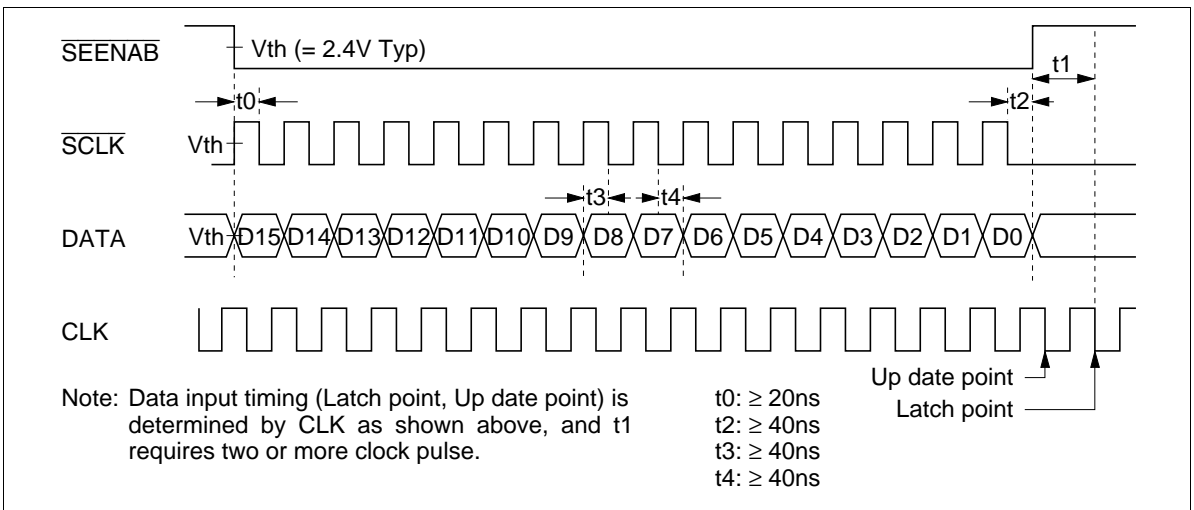 SEENAB
Vth (= 2.4V Typ)
t1
t0
t2
SCLK
Vth
t3
t4
DATA
Vth D15 D14 D13 D12 D11 D10 D9 D8 D7 D6 D5 D4 D3 D2 D1 D0
CLK
Up date point
Latch point
Note: Data input timing (Latch point, Up date point) is
determined by CLK as shown above, and t1
requires two or more clock pulse.
t0: ≥ 20ns
t2: ≥ 40ns
t3: ≥ 40ns
t4: ≥ 40ns